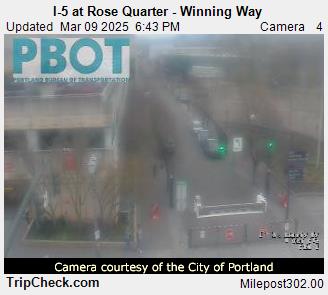 I-5 at Rose Quarter - Winning Way
Updated Mar 09 2025 6:43 PM Camera 4
PBOT
PORTLAND BUREAU OF TRANSPORTATION
Camera courtesy of the City of Portland
TripCheck.com Milepost302.00